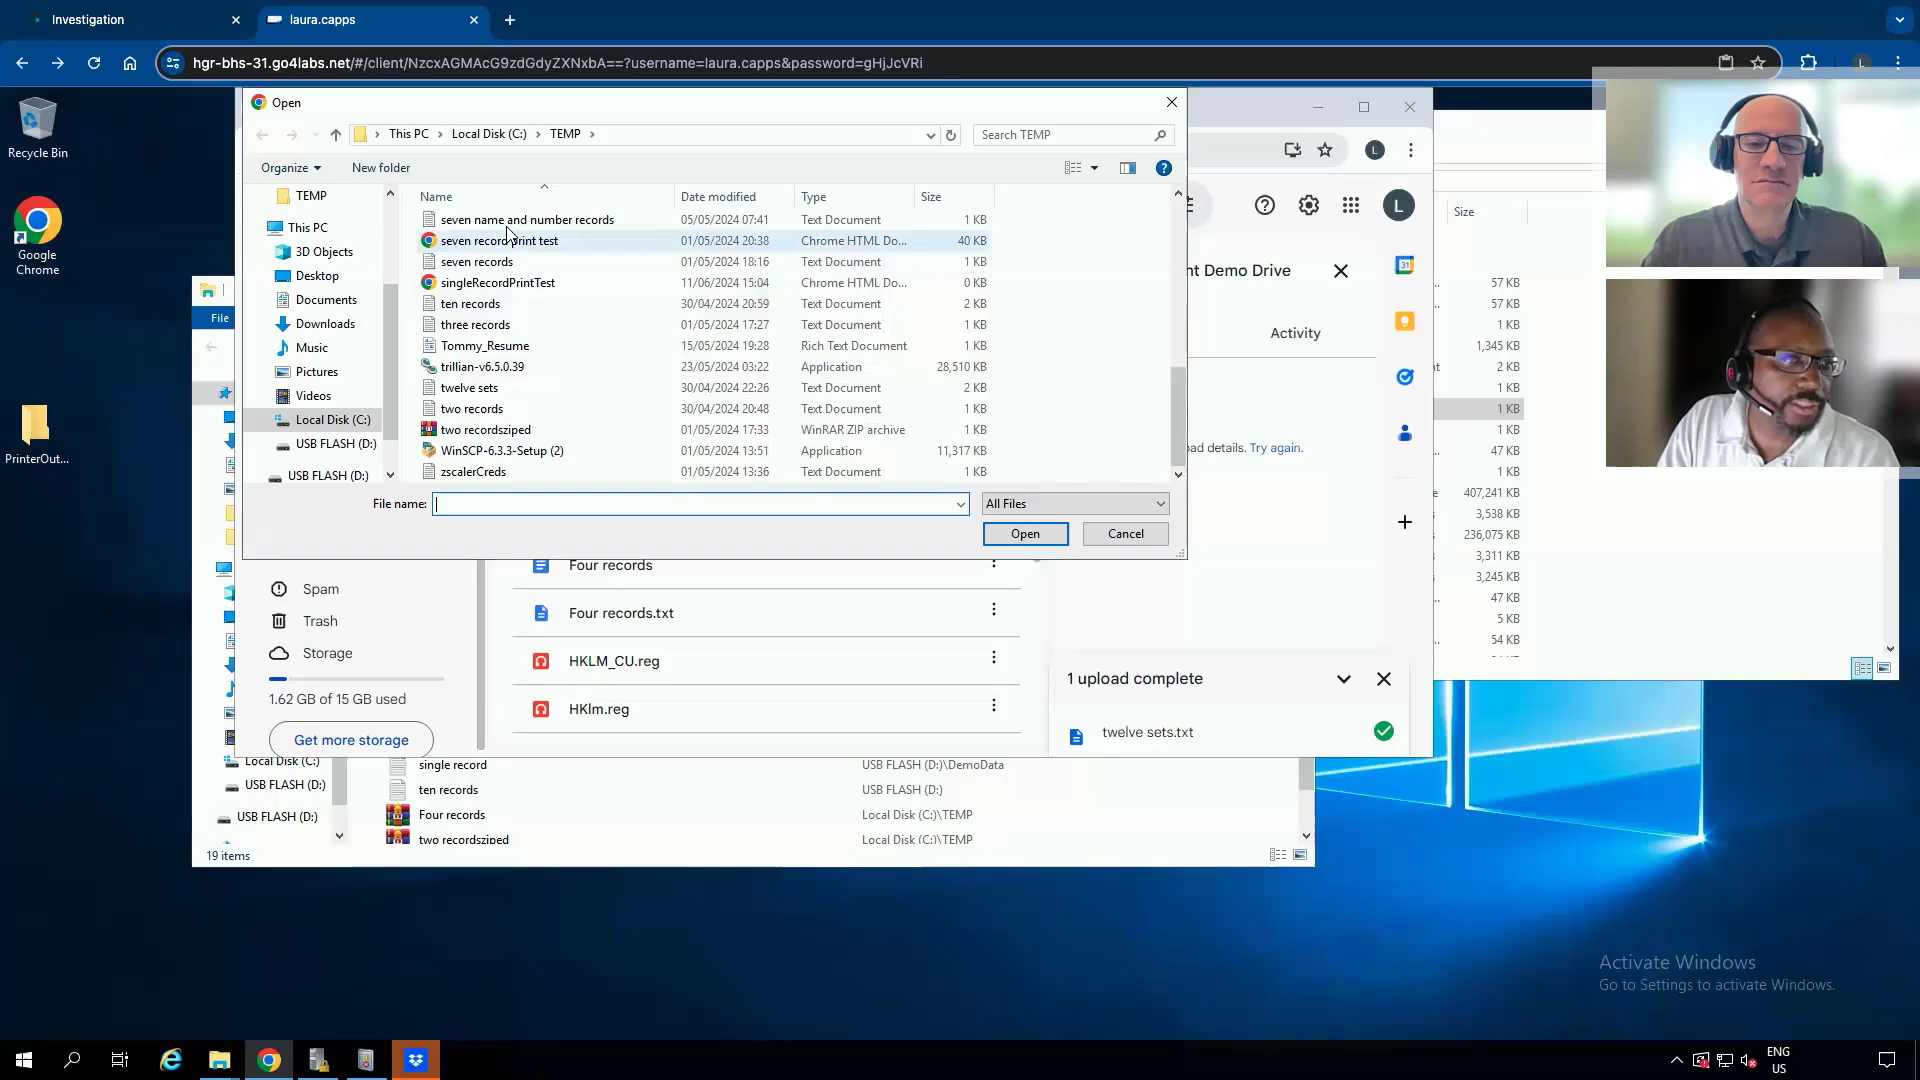 Investigation
laura.capps
hgr-bhs-31.go4labs.net/#/client/NzcxAGMAcG9zdGdyZXNxbA==?username=laura.capps&password=gHjJcVRi
L
Recycle Bin
Google
Chrome
PrinterOut...
Open
This PC
Local Disk (C:)
TEMP
Search TEMP
Organize
New folder
TEMP
This PC
3D Objects
Desktop
Documents
Downloads
Music
Pictures
Videos
Local Disk (C:)
USB FLASH (D:)
USB FLASH (D:)
Name Date modified Type Size
seven name and number records 05/05/2024 07:41 Text Document 1 KB
seven record print test 01/05/2024 20:38 Chrome HTML Do... 40 KB
seven records 01/05/2024 18:16 Text Document 1 KB
singleRecordPrintTest 11/06/2024 15:04 Chrome HTML Do... 0 KB
ten records 30/04/2024 20:59 Text Document 2 KB
three records 01/05/2024 17:27 Text Document 1 KB
Tommy_Resume 15/05/2024 19:28 Rich Text Document 1 KB
trillian-v6.5.0.39 23/05/2024 03:22 Application 28,510 KB
twelve sets 30/04/2024 22:26 Text Document 2 KB
two records 30/04/2024 20:48 Text Document 1 KB
two recordsziped 01/05/2024 17:33 WinRAR ZIP archive 1 KB
WinSCP-6.3.3-Setup (2) 01/05/2024 13:51 Application 11,317 KB
zscalerCreds 01/05/2024 13:36 Text Document 1 KB
File name:
All Files
Open
Cancel
L
L
nt Demo Drive
Activity
31
oad details. Try again.
Spam
Trash
Storage
1.62 GB of 15 GB used
Get more storage
Four records
Four records.txt
HKLM_CU.reg
HKlm.reg
1 upload complete
twelve sets.txt
Size
57 KB
57 KB
1 KB
1,345 KB
2 KB
1 KB
1 KB
47 KB
407,241 KB
3,538 KB
236,075 KB
3,311 KB
3,245 KB
47 KB
5 KB
54 KB
File
Local Disk (C:)
USB FLASH (D:)
USB FLASH (D:)
single record USB FLASH (D:)\DemoData
ten records USB FLASH (D:)
Four records Local Disk (C:)\TEMP
two recordsziped Local Disk (C:)\TEMP
19 items
Activate Windows
Go to Settings to activate Windows.
ENG
US